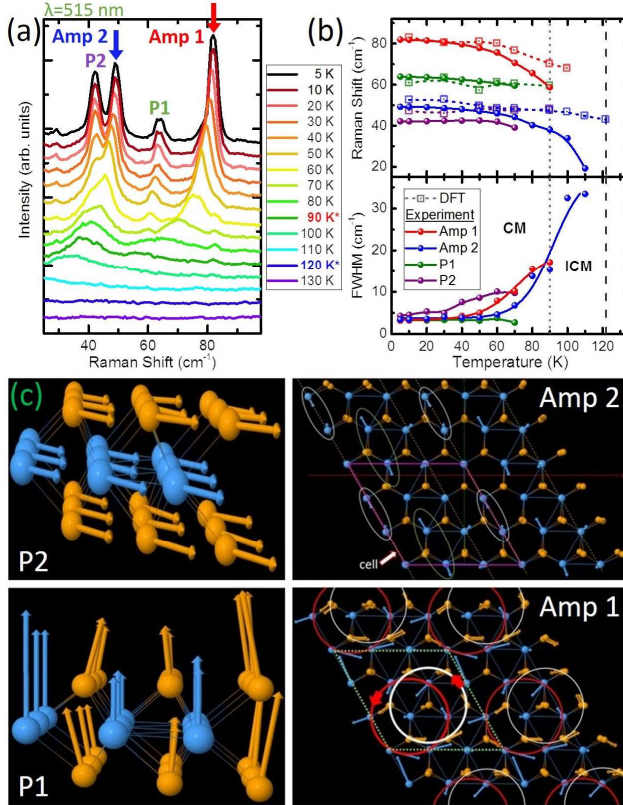 (a)
λ=515 nm
Amp 2
Amp 1
P2
P1
Intensity (arb. units)
40
60
80
Raman Shift (cm-1)
5 K
10 K
20 K
30 K
40 K
50 K
60 K
70 K
80 K
90 K*
100 K
110 K
120 K*
130 K
(b)
Raman Shift (cm-1)
100
80
60
40
20
FWHM (cm-1)
30
20
10
0
DFT
Experiment
Amp 1
Amp 2
P1
P2
CM
ICM
0
20
40
60
80
100
120
Temperature (K)
(c)
P2
Amp 2
cell
P1
Amp 1